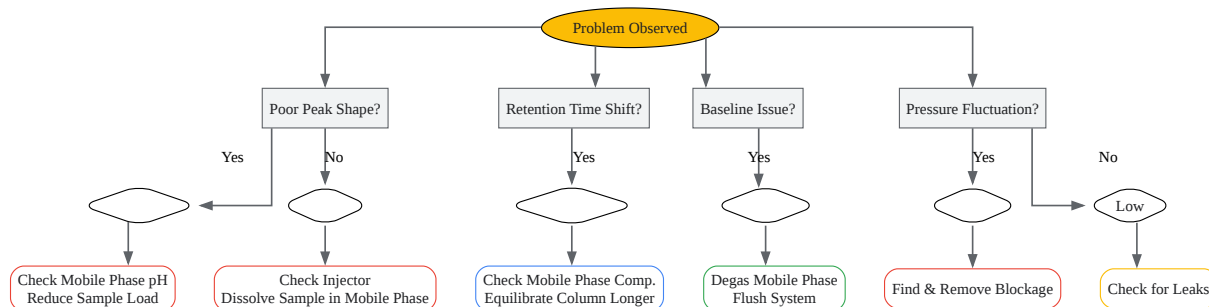 Problem Observed
Poor Peak Shape?
Retention Time Shift?
Baseline Issue?
Pressure Fluctuation?
Yes
No
Yes
Yes
Yes
No
Low
Check Mobile Phase pH
Reduce Sample Load
Check Injector
Dissolve Sample in Mobile Phase
Check Mobile Phase Comp.
Equilibrate Column Longer
Degas Mobile Phase
Flush System
Find & Remove Blockage
Check for Leaks